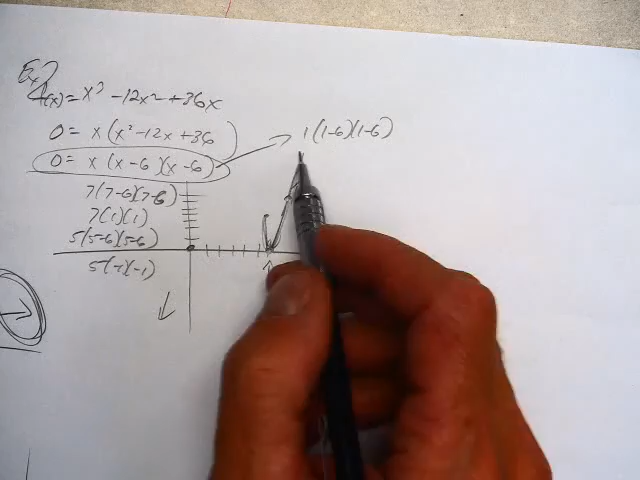 Ex)
f(x)= x³ -12x² +36x
0= x(x² -12x +36)
0= x(x-6)(x-6)
1(1-6)(1-6)
7(7-6)(7-6)
7(1)(1)
5(5-6)(5-6)
5(-1)(-1)